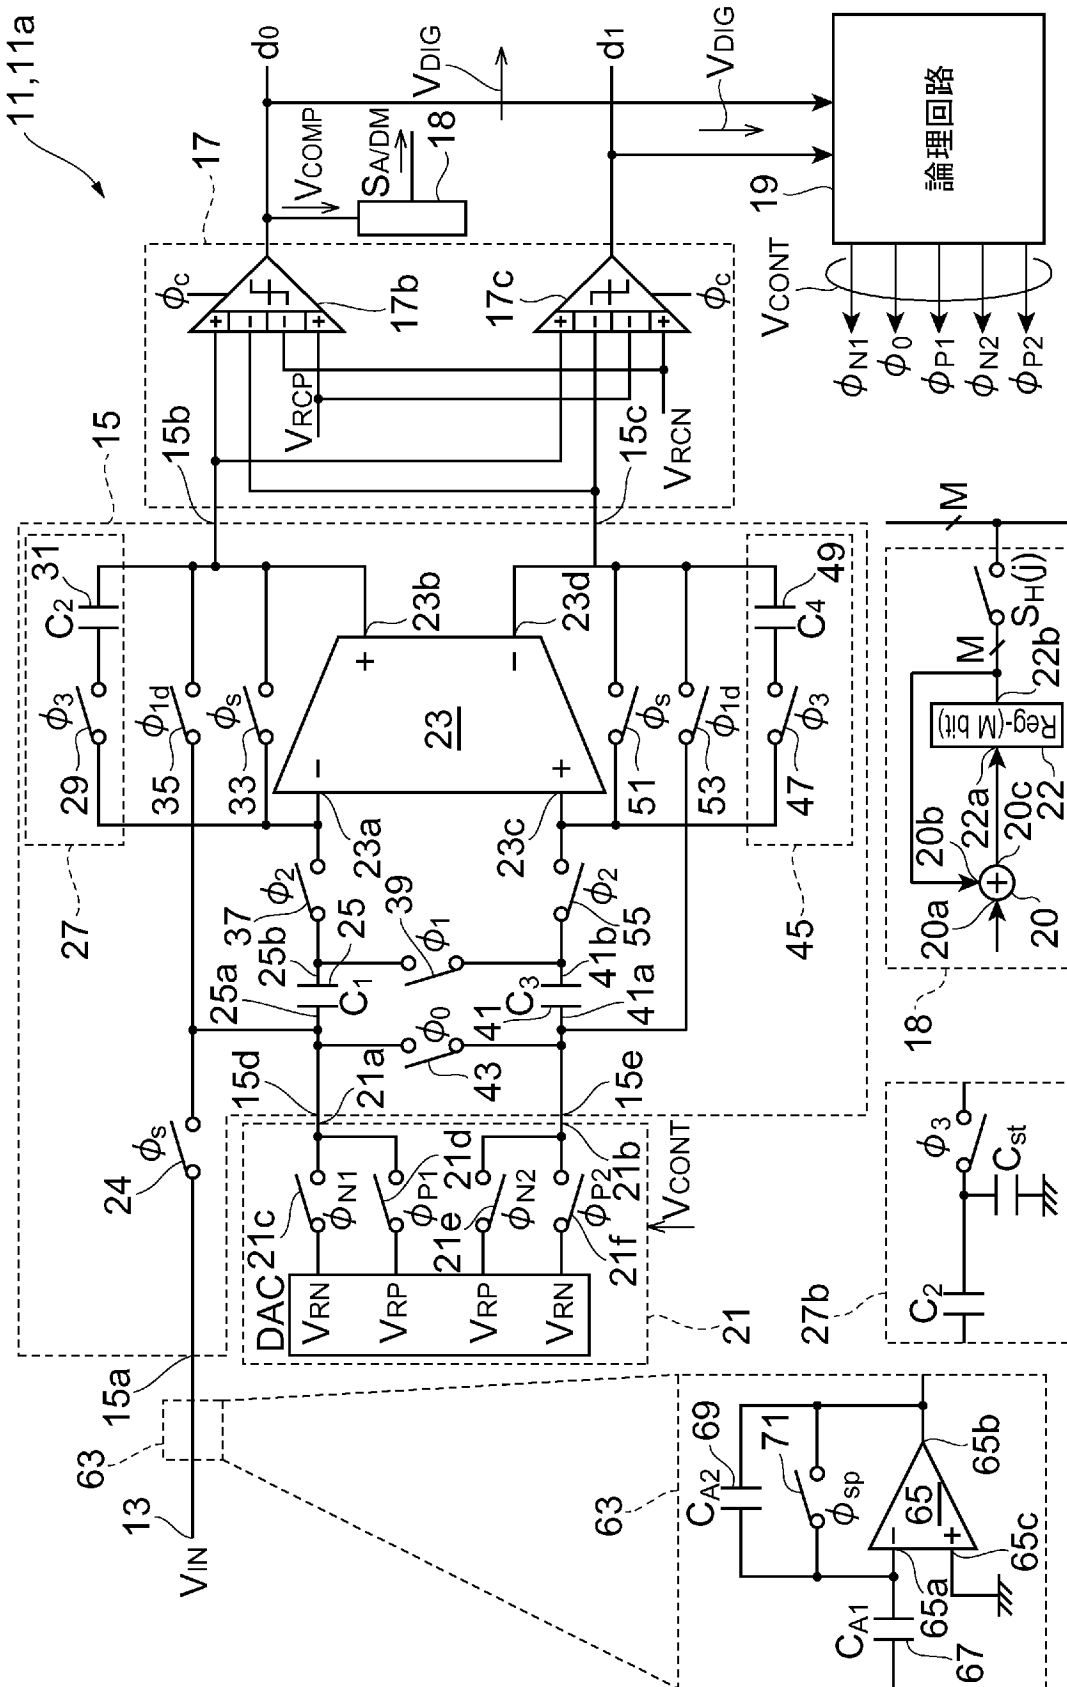 11,11a
17
15
15b
15c
VRCP
VRCN
ϕc
17b
17c
ϕc
d0
d1
VCOMP
SA/DM
18
VDIG
VDIG
19
論理回路
VCONT
ϕN1
ϕ0
ϕP1
ϕN2
ϕP2
27
29
ϕ3
C2
31
35
ϕ1d
33
ϕs
23
−
+
+
−
23a
23b
23c
23d
51
ϕs
53
ϕ1d
47
ϕ3
C4
49
45
37
ϕ2
25
25a
25b
C1
39
ϕ1
43
ϕ0
41
41a
41b
C3
55
ϕ2
24
ϕs
15a
15d
15e
21a
21b
21c
ϕN1
ϕP1
21d
21e
ϕN2
ϕP2
21f
DAC
VRN
VRP
VRP
VRN
21
VCONT
63
13
VIN
63
CA2
69
71
ϕsp
65
−
+
65a
65b
65c
CA1
67
27b
C2
Cst
ϕ3
18
20
20a
20b
20c
+
22
22a
22b
Reg-(M bit)
M
M
SH(j)